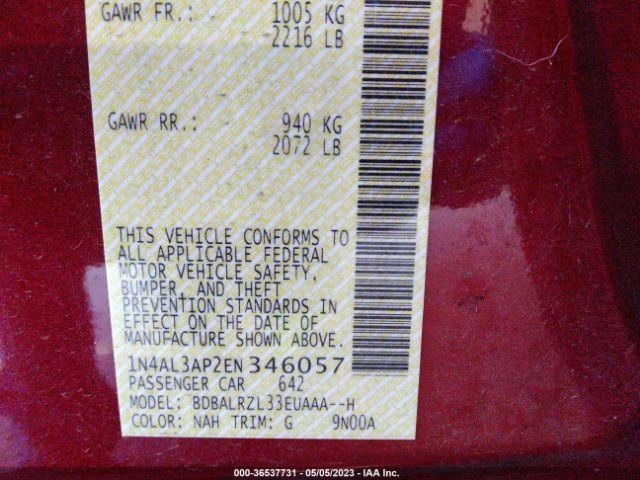 GAWR FR.: 1005 KG
2216 LB
GAWR RR.: 940 KG
2072 LB
THIS VEHICLE CONFORMS TO
ALL APPLICABLE FEDERAL
MOTOR VEHICLE SAFETY,
BUMPER, AND THEFT
PREVENTION STANDARDS IN
EFFECT ON THE DATE OF
MANUFACTURE SHOWN ABOVE.
1N4AL3AP2EN 346057
PASSENGER CAR 642
MODEL: BDBALRZL33EUAAA--H
COLOR: NAH TRIM: G 9N00A
000-36537731 - 05/05/2023 - IAA Inc.